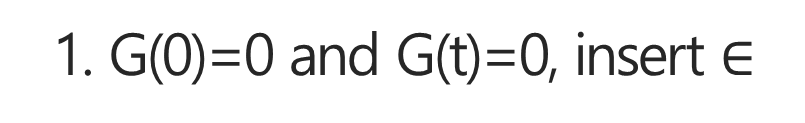 1. G(0)=0 and G(t)=0, insert ∈